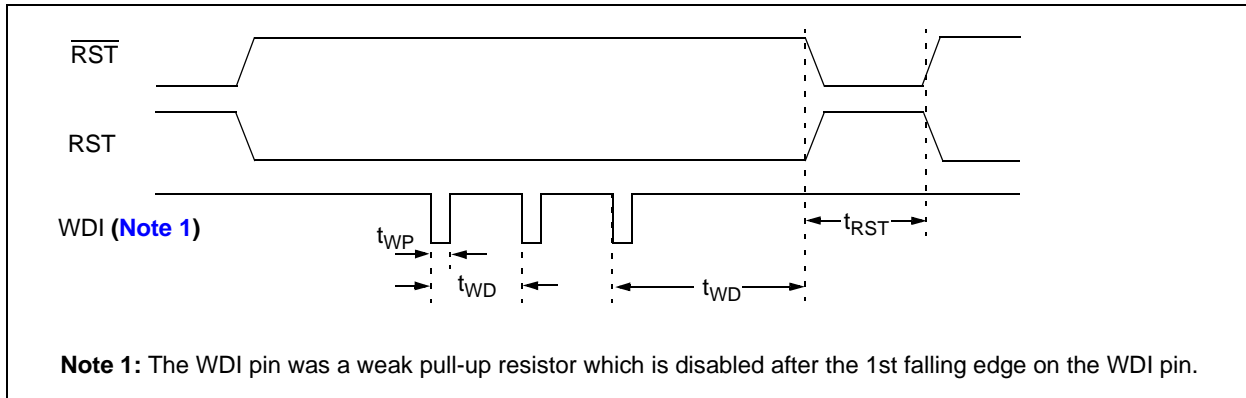 R̅S̅T̅
RST
WDI (Note 1)
tWP
tWD
tWD
tRST
Note 1: The WDI pin was a weak pull-up resistor which is disabled after the 1st falling edge on the WDI pin.